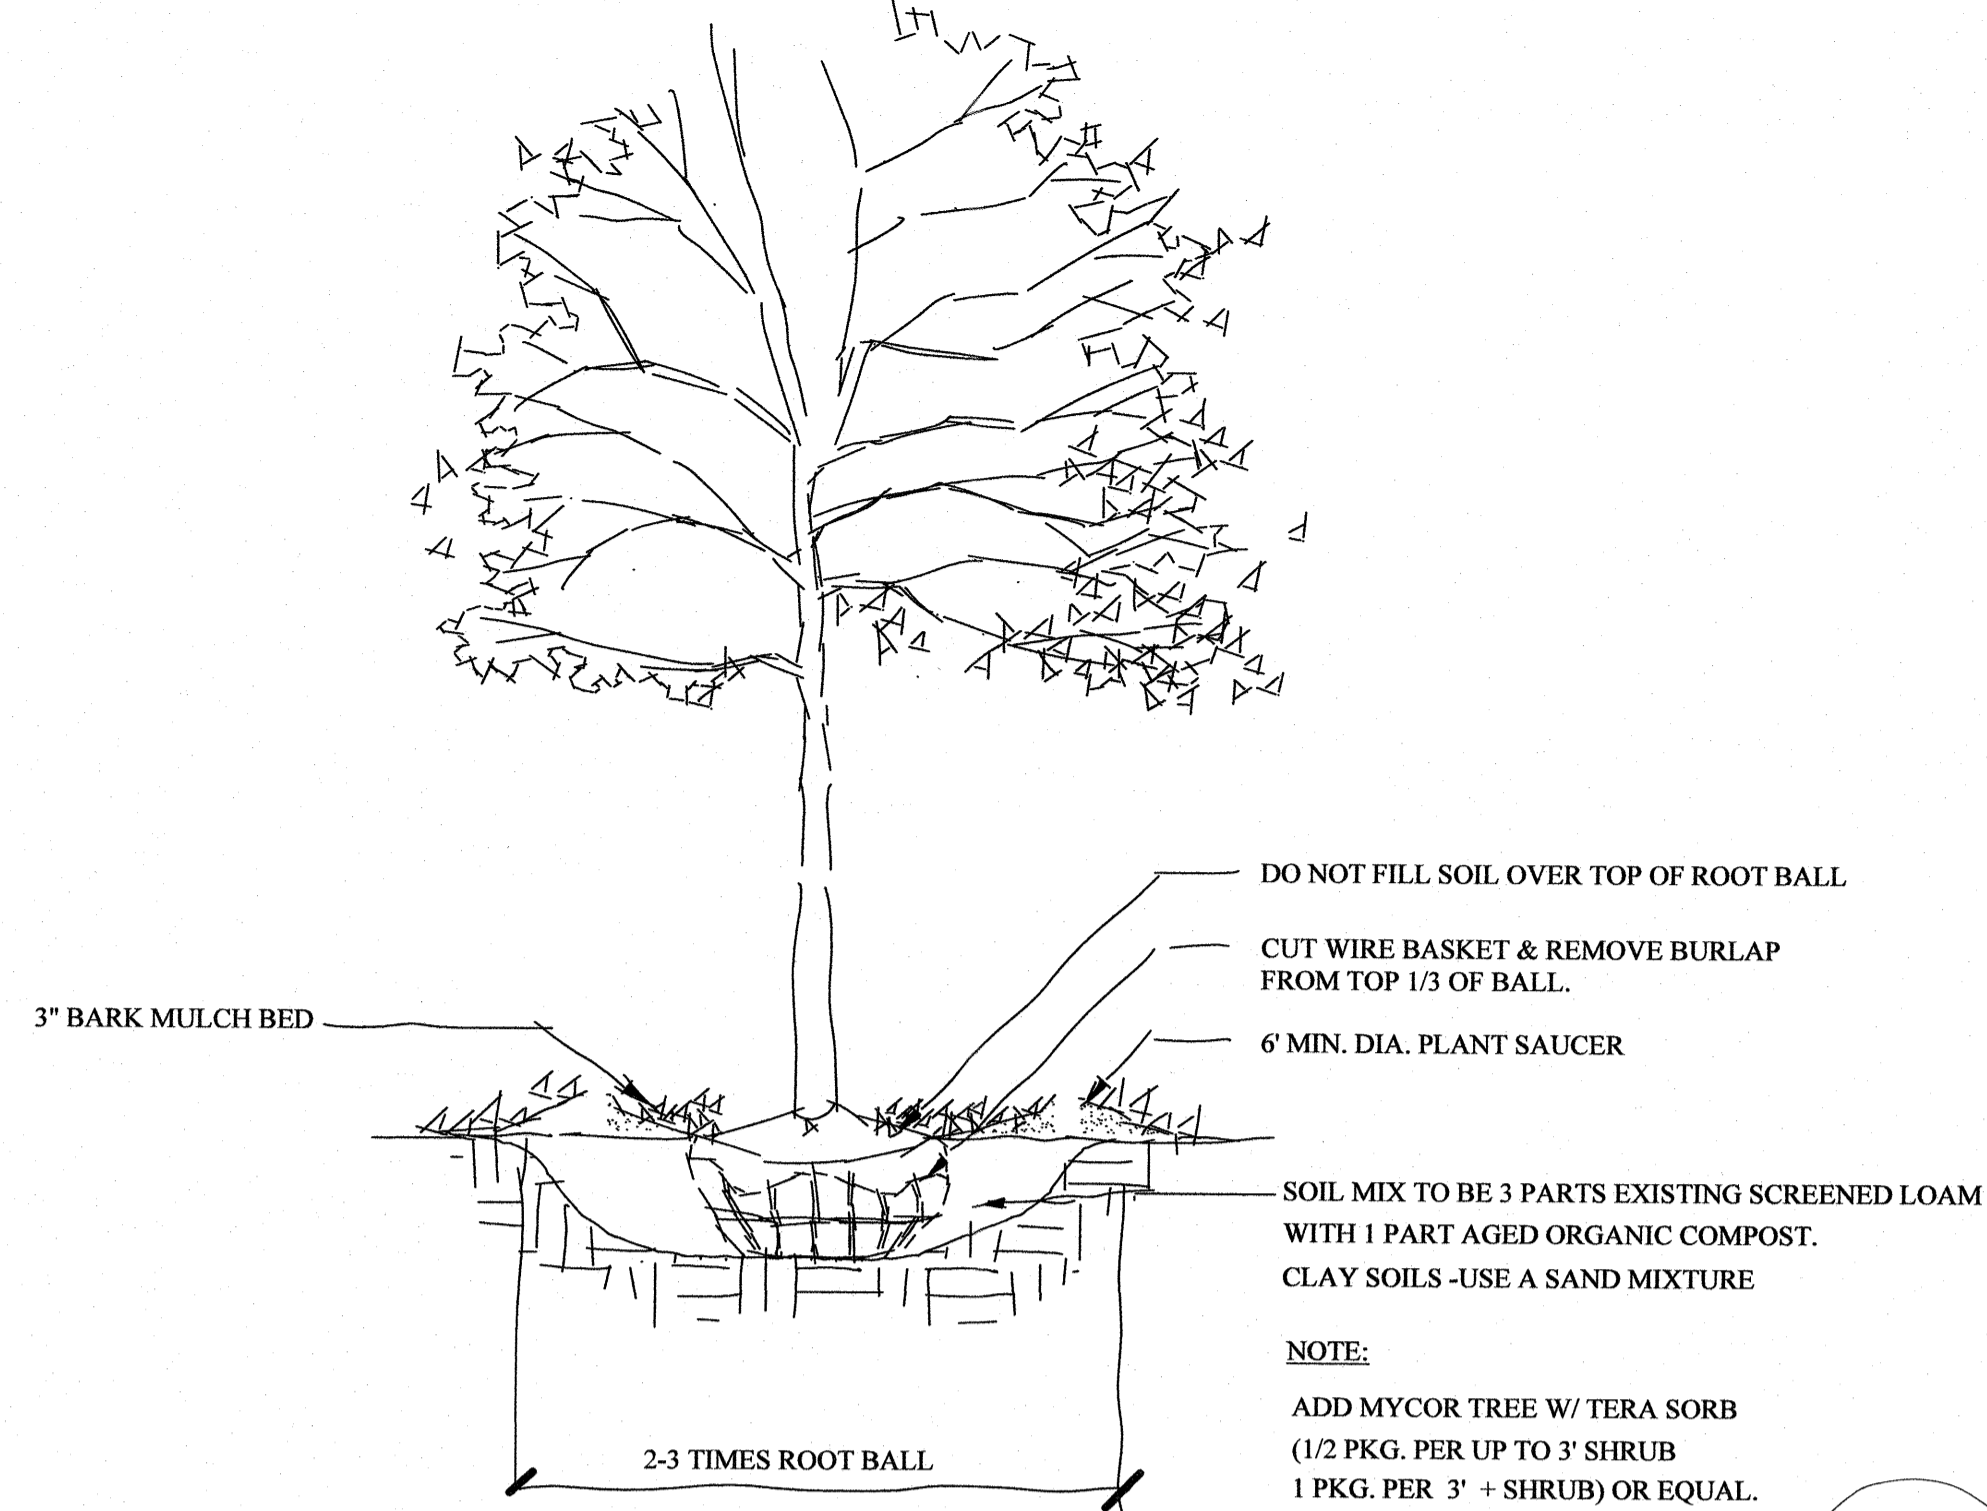 DO NOT FILL SOIL OVER TOP OF ROOT BALL
CUT WIRE BASKET & REMOVE BURLAP
FROM TOP 1/3 OF BALL.
3" BARK MULCH BED
6' MIN. DIA. PLANT SAUCER
SOIL MIX TO BE 3 PARTS EXISTING SCREENED LOAM
WITH 1 PART AGED ORGANIC COMPOST.
CLAY SOILS -USE A SAND MIXTURE
NOTE:
ADD MYCOR TREE W/ TERA SORB
(1/2 PKG. PER UP TO 3' SHRUB
1 PKG. PER 3' + SHRUB) OR EQUAL.
2-3 TIMES ROOT BALL